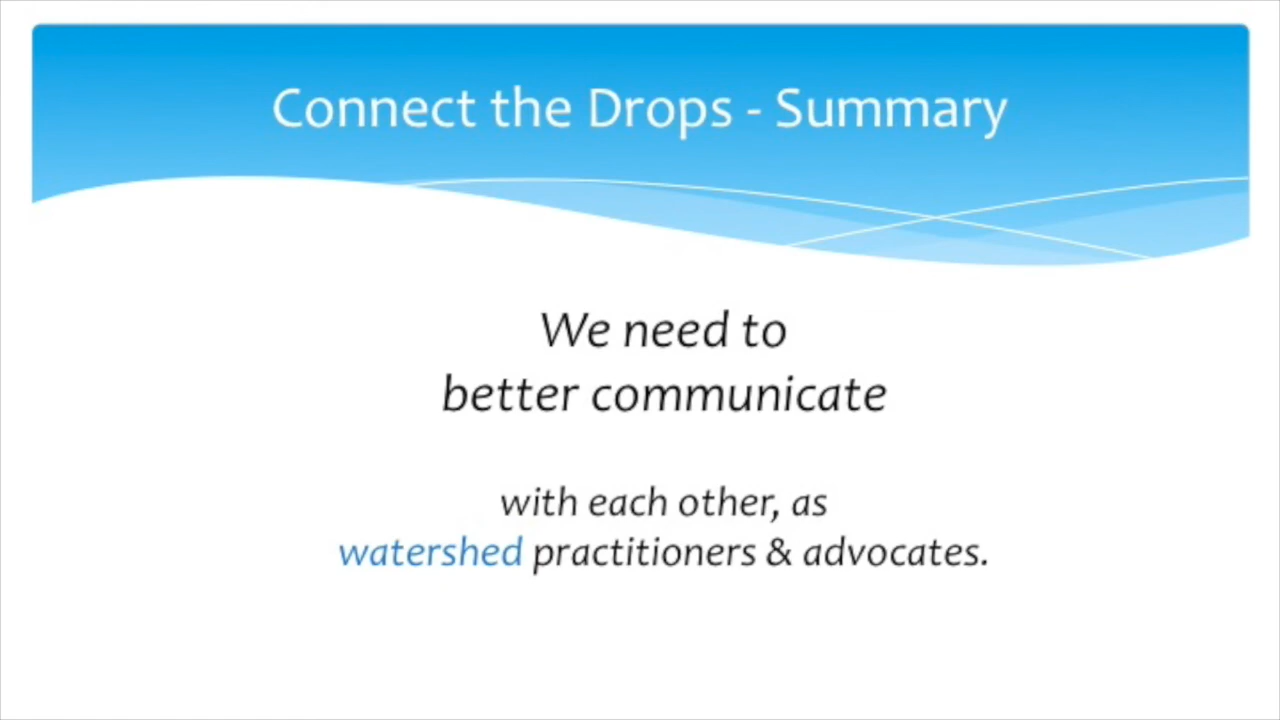 Connect the Drops - Summary
We need to
better communicate
with each other, as
watershed practitioners & advocates.